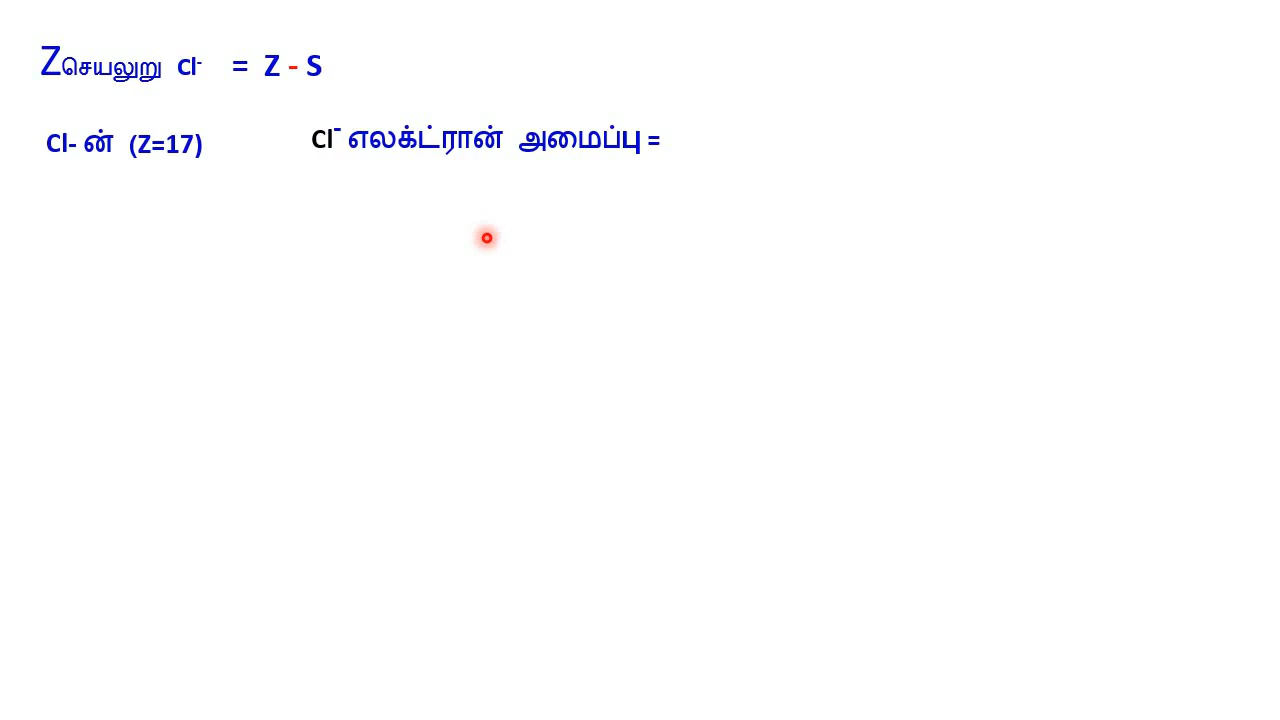 Zசெயலுறு Cl⁻ = Z - S
Cl- ன் (Z=17) Cl⁻ எலக்ட்ரான் அமைப்பு =